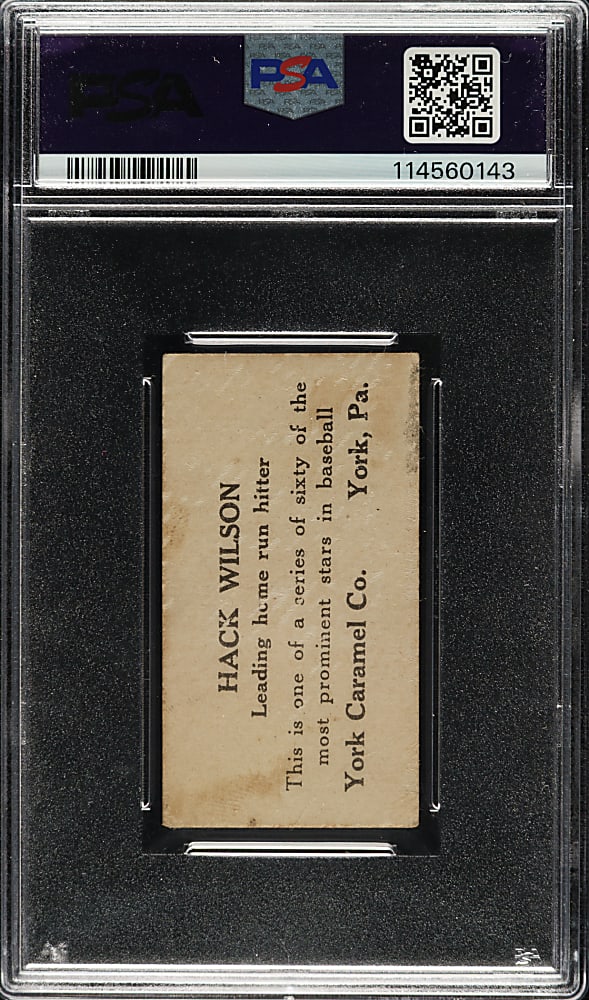 PSA
PSA
114560143
HACK WILSON
Leading home run hitter
This is one of a series of sixty of the
most prominent stars in baseball
York Caramel Co. York, Pa.